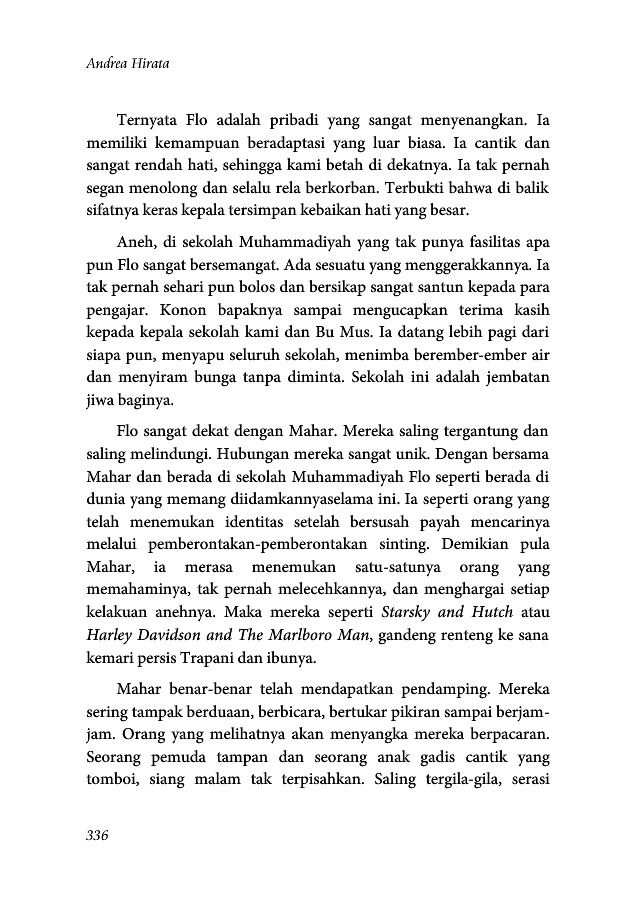 Andrea Hirata
Ternyata Flo adalah pribadi yang sangat menyenangkan. Ia
memiliki kemampuan beradaptasi yang luar biasa. Ia cantik dan
sangat rendah hati, sehingga kami betah di dekatnya. Ia tak pernah
segan menolong dan selalu rela berkorban. Terbukti bahwa di balik
sifatnya keras kepala tersimpan kebaikan hati yang besar.
Aneh, di sekolah Muhammadiyah yang tak punya fasilitas apa
pun Flo sangat bersemangat. Ada sesuatu yang menggerakkannya. Ia
tak pernah sehari pun bolos dan bersikap sangat santun kepada para
pengajar. Konon bapaknya sampai mengucapkan terima kasih
kepada kepala sekolah kami dan Bu Mus. Ia datang lebih pagi dari
siapa pun, menyapu seluruh sekolah, menimba berember-ember air
dan menyiram bunga tanpa diminta. Sekolah ini adalah jembatan
jiwa baginya.
Flo sangat dekat dengan Mahar. Mereka saling tergantung dan
saling melindungi. Hubungan mereka sangat unik. Dengan bersama
Mahar dan berada di sekolah Muhammadiyah Flo seperti berada di
dunia yang memang diidamkannyaselama ini. Ia seperti orang yang
telah menemukan identitas setelah bersusah payah mencarinya
melalui pemberontakan-pemberontakan sinting. Demikian pula
Mahar, ia merasa menemukan satu-satunya orang yang
memahaminya, tak pernah melecehkannya, dan menghargai setiap
kelakuan anehnya. Maka mereka seperti Starsky and Hutch atau
Harley Davidson and The Marlboro Man, gandeng renteng ke sana
kemari persis Trapani dan ibunya.
Mahar benar-benar telah mendapatkan pendamping. Mereka
sering tampak berduaan, berbicara, bertukar pikiran sampai berjam-
jam. Orang yang melihatnya akan menyangka mereka berpacaran.
Seorang pemuda tampan dan seorang anak gadis cantik yang
tomboi, siang malam tak terpisahkan. Saling tergila-gila, serasi
336